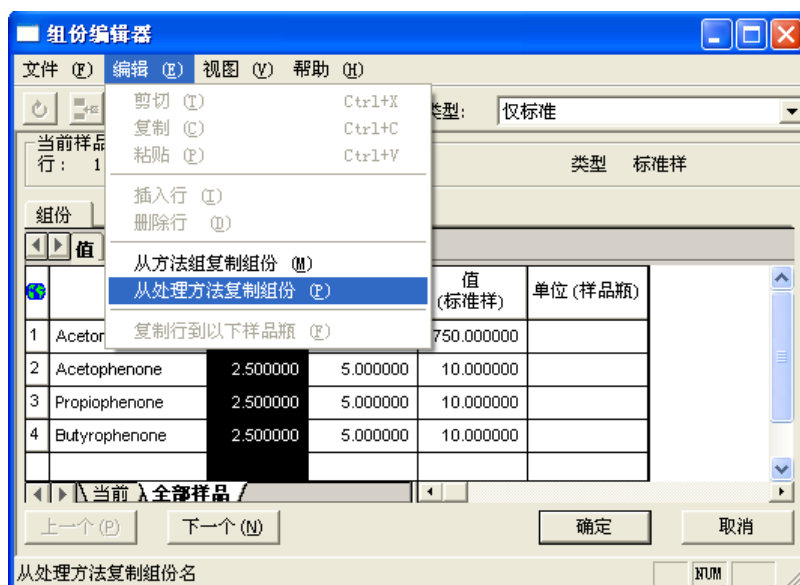 组份编辑器
文件 (F) 编辑 (E) 视图 (V) 帮助 (H)
剪切 (T) Ctrl+X
复制 (C) Ctrl+C
粘贴 (P) Ctrl+V
插入行 (I)
删除行 (D)
从方法组复制组份 (M)
从处理方法复制组份 (P)
复制行到以下样品瓶 (F)
类型: 仅标准
当前样品
行: 1 类型 标准样
组份
值
值 (标准样) 单位 (样品瓶)
1 750.000000
2 Acetophenone 2.500000 5.000000 10.000000
3 Propiophenone 2.500000 5.000000 10.000000
4 Butyrophenone 2.500000 5.000000 10.000000
当前 全部样品
上一个(P) 下一个(N) 确定 取消
从处理方法复制组份名 NUM